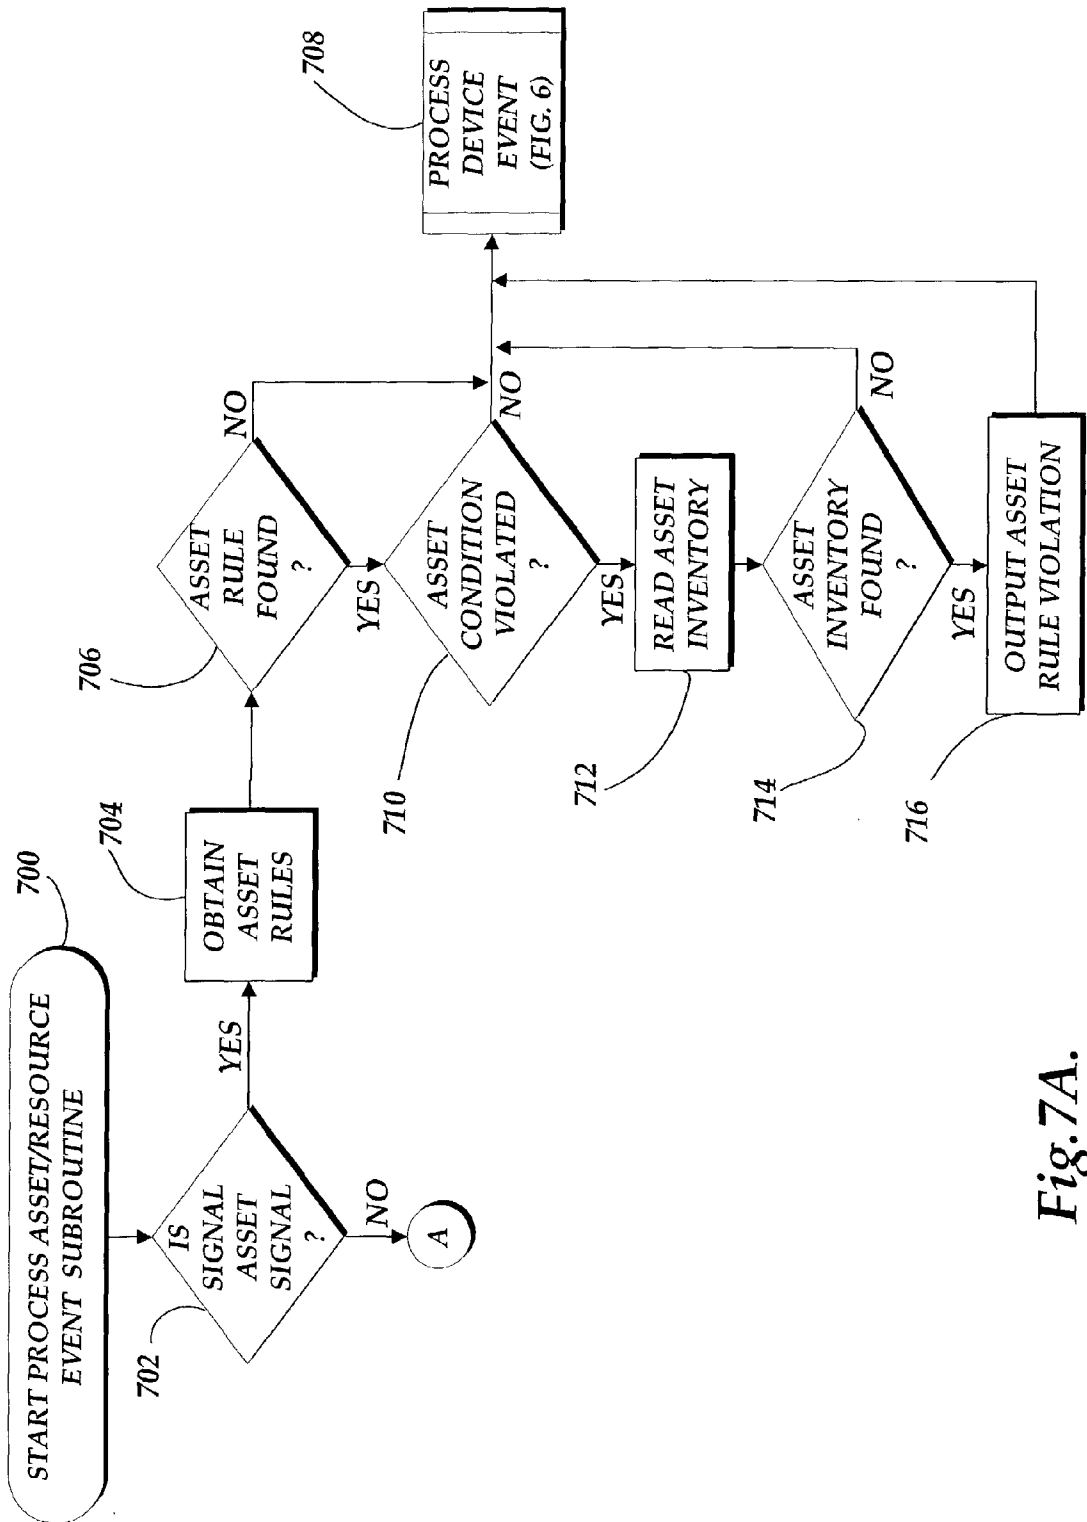 START PROCESS ASSET/RESOURCE
EVENT SUBROUTINE
700
IS
SIGNAL
ASSET
SIGNAL
?
702
YES
NO
A
OBTAIN
ASSET
RULES
704
ASSET
RULE
FOUND
?
706
NO
YES
PROCESS
DEVICE
EVENT
(FIG. 6)
708
ASSET
CONDITION
VIOLATED
?
710
NO
YES
READ ASSET
INVENTORY
712
ASSET
INVENTORY
FOUND
?
714
NO
YES
OUTPUT ASSET
RULE VIOLATION
716
Fig.7A.